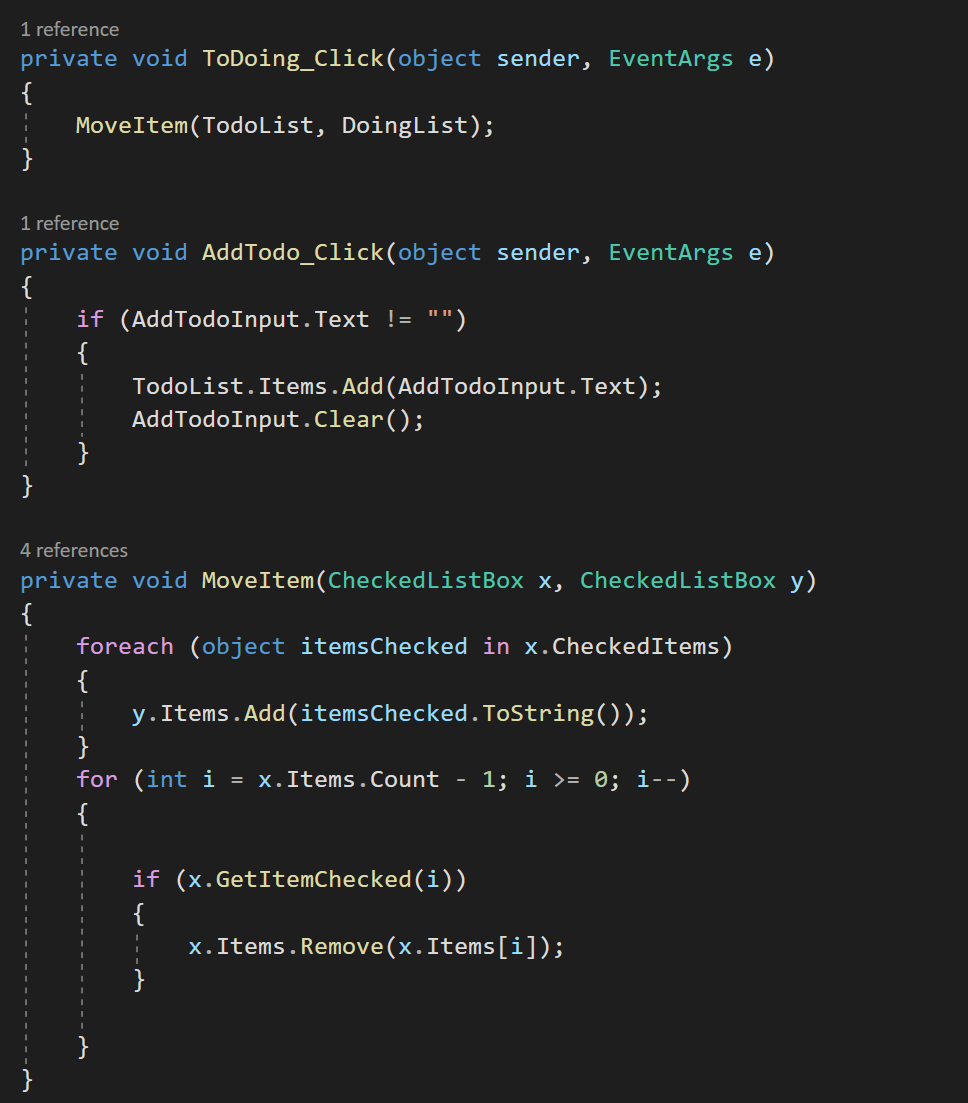 1 reference
private void ToDoing_Click(object sender, EventArgs e)
{
    MoveItem(TodoList, DoingList);
}
1 reference
private void AddTodo_Click(object sender, EventArgs e)
{
    if (AddTodoInput.Text != "")
    {
        TodoList.Items.Add(AddTodoInput.Text);
        AddTodoInput.Clear();
    }
}
4 references
private void MoveItem(CheckedListBox x, CheckedListBox y)
{
    foreach (object itemsChecked in x.CheckedItems)
    {
        y.Items.Add(itemsChecked.ToString());
    }
    for (int i = x.Items.Count - 1; i >= 0; i--)
    {
        if (x.GetItemChecked(i))
        {
            x.Items.Remove(x.Items[i]);
        }
    }
}